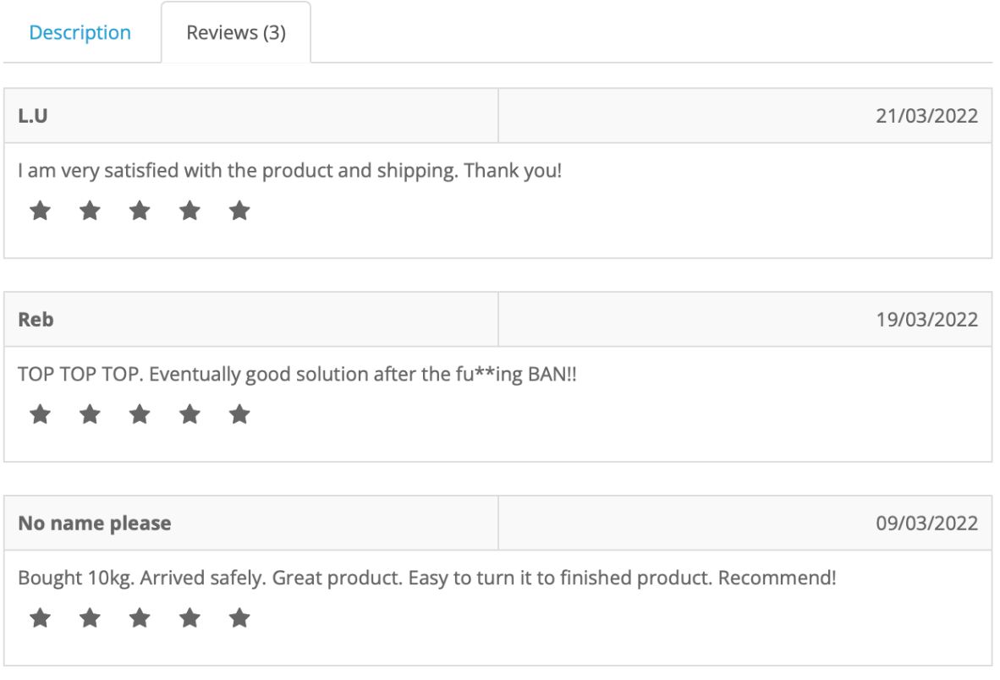 Description
Reviews (3)
L.U
21/03/2022
I am very satisfied with the product and shipping. Thank you!
Reb
19/03/2022
TOP TOP TOP. Eventually good solution after the fu**ing BAN!!
No name please
09/03/2022
Bought 10kg. Arrived safely. Great product. Easy to turn it to finished product. Recommend!